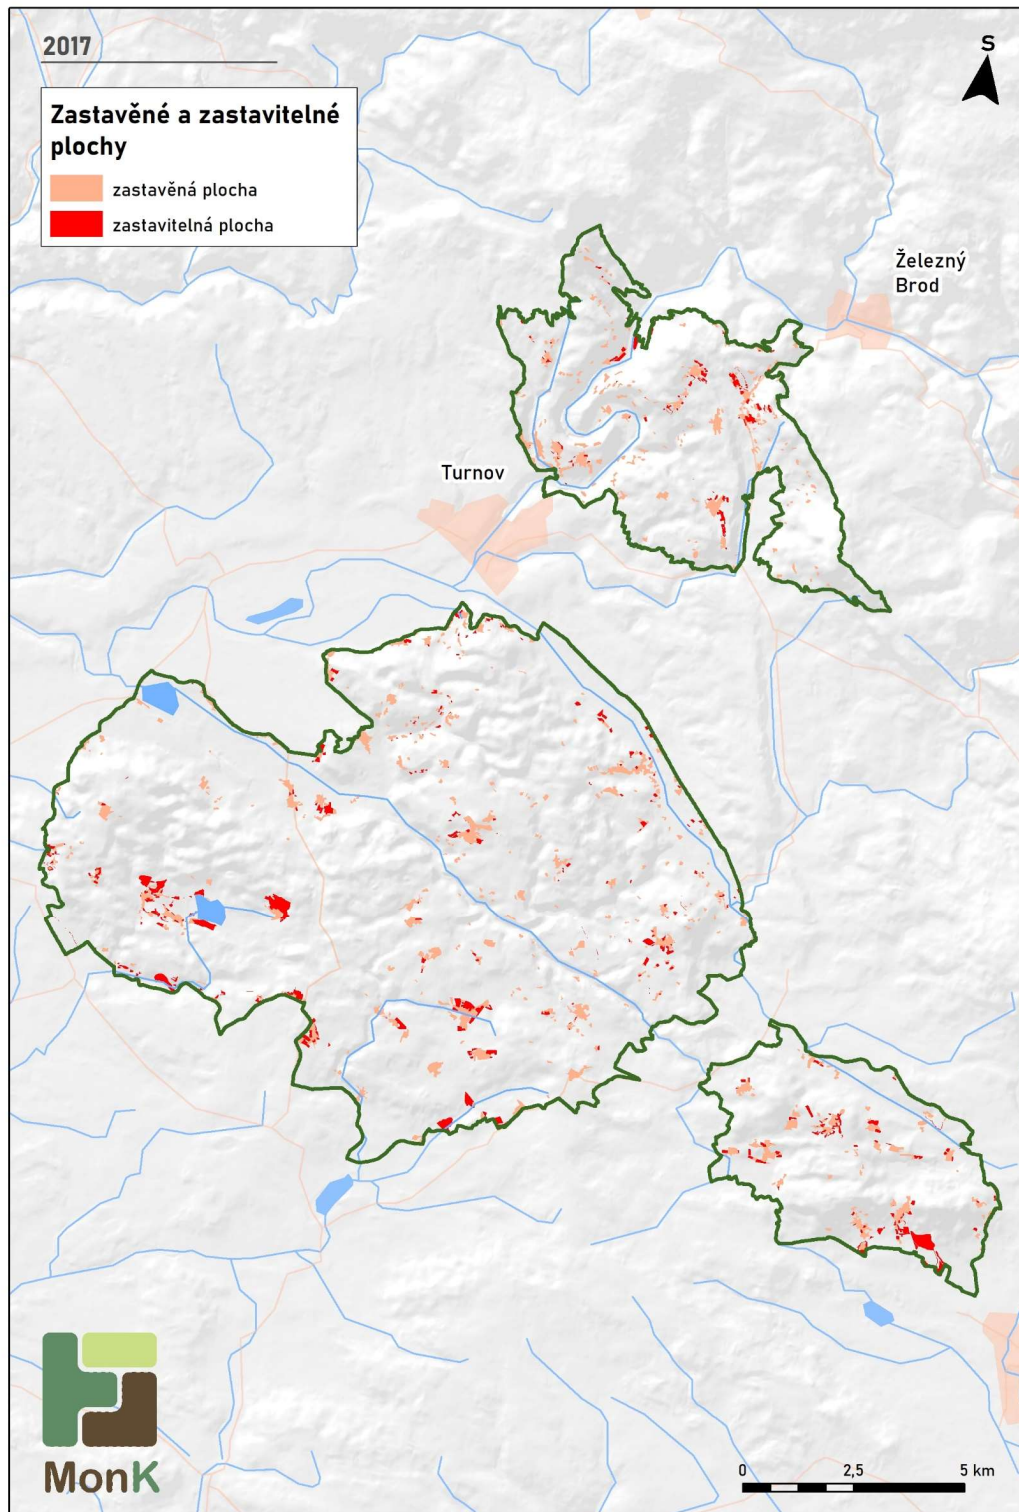 2017
S
Zastavěné a zastavitelné
plochy
zastavěná plocha
zastavitelná plocha
Železný
Brod
Turnov
MonK
0 2,5 5 km